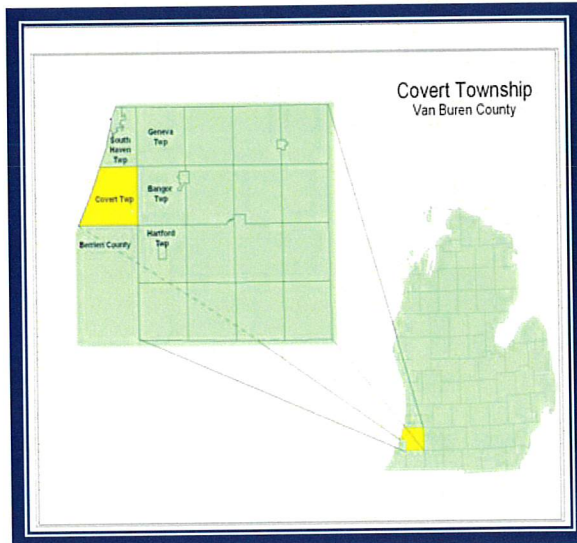 Covert Township
Van Buren County
South
Haven
Twp
Geneva
Twp
Covert Twp
Bangor
Twp
Berrien County
Hartford
Twp